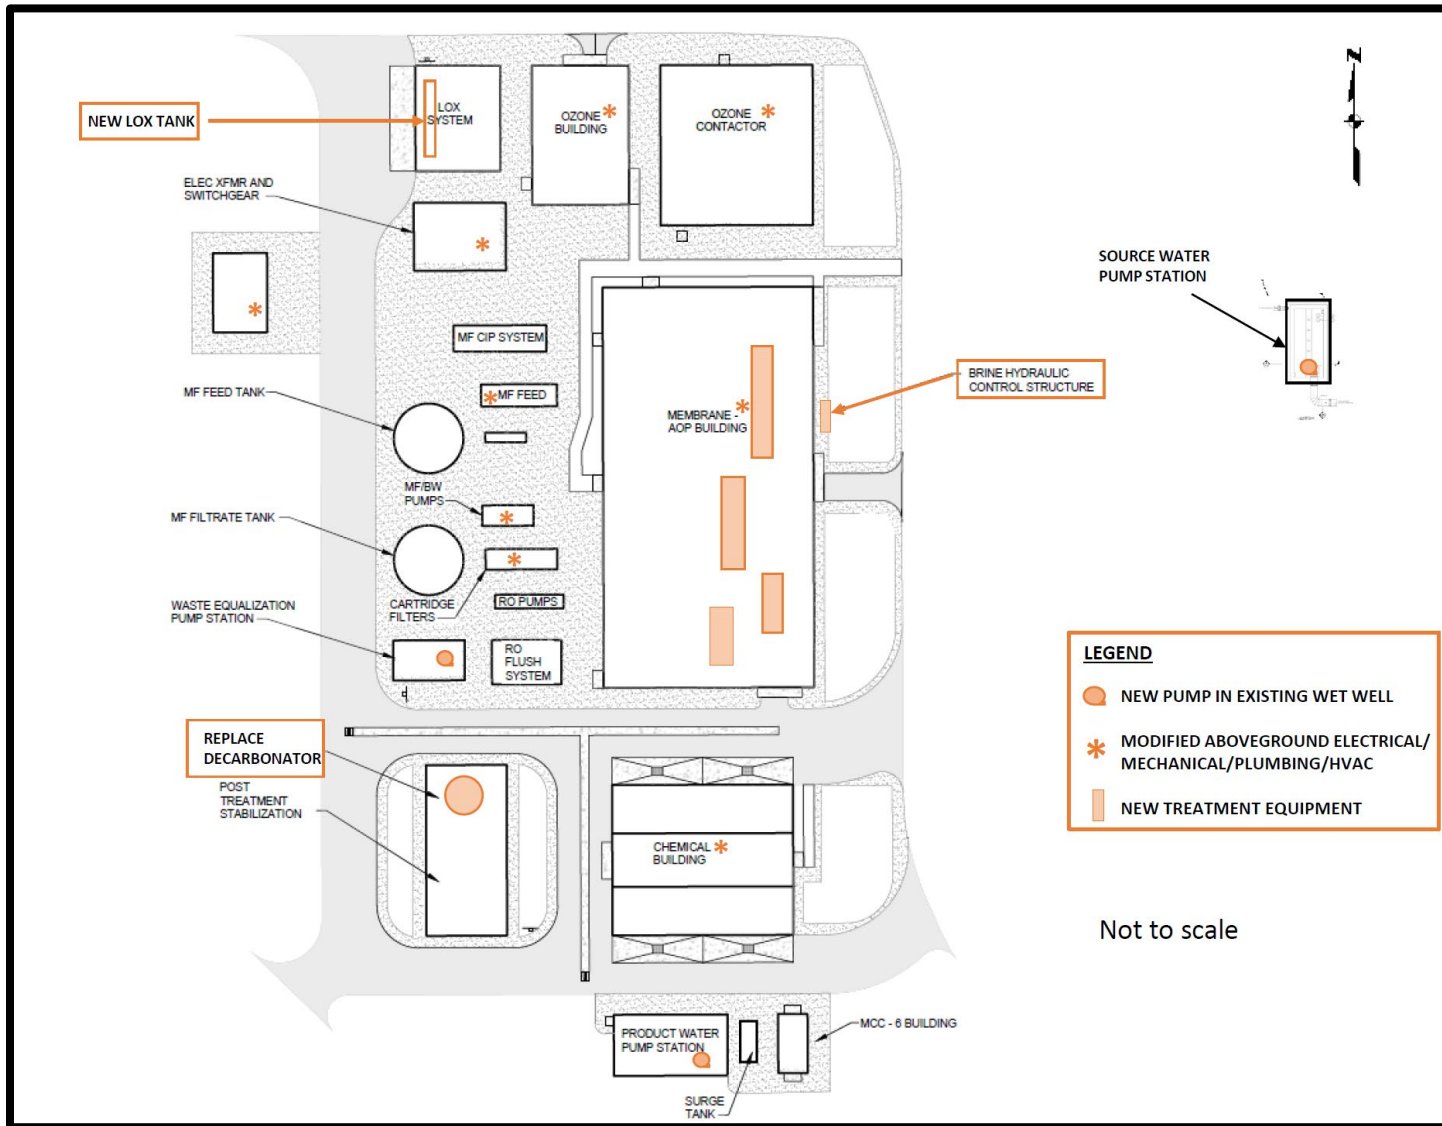 N
NEW LOX TANK
LOX
SYSTEM
OZONE
BUILDING
OZONE
CONTACTOR
ELEC XFMR AND
SWITCHGEAR
SOURCE WATER
PUMP STATION
MF CIP SYSTEM
MF FEED TANK
MF FEED
BRINE HYDRAULIC
CONTROL STRUCTURE
MEMBRANE -
AOP BUILDING
MF/BW
PUMPS
MF FILTRATE TANK
CARTRIDGE
FILTERS
RO PUMPS
WASTE EQUALIZATION
PUMP STATION
RO
FLUSH
SYSTEM
LEGEND
NEW PUMP IN EXISTING WET WELL
MODIFIED ABOVEGROUND ELECTRICAL/
MECHANICAL/PLUMBING/HVAC
NEW TREATMENT EQUIPMENT
REPLACE
DECARBONATOR
POST
TREATMENT
STABILIZATION
CHEMICAL
BUILDING
Not to scale
PRODUCT WATER
PUMP STATION
MCC - 6 BUILDING
SURGE
TANK